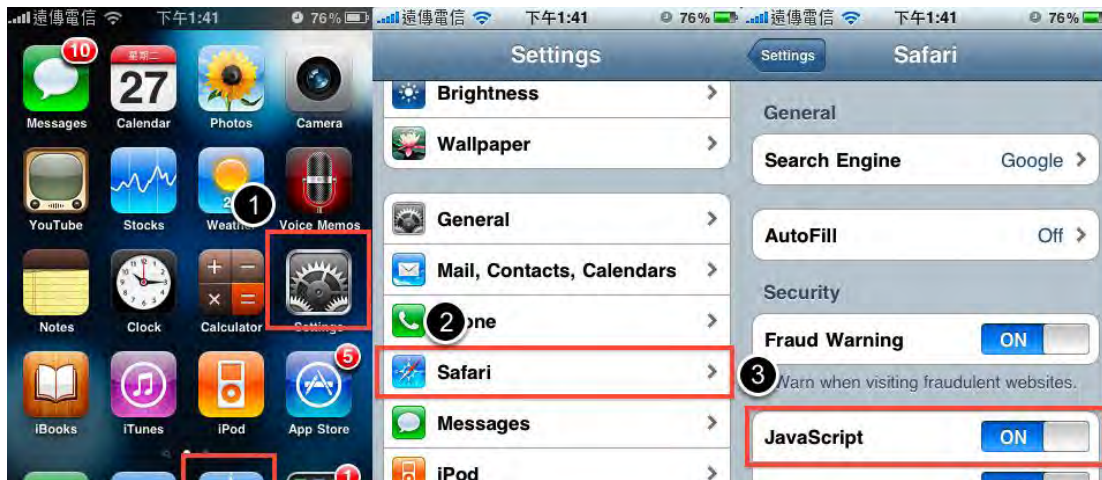 遠傳電信 下午1:41 76%
10
星期二
27
Messages Calendar Photos Camera
1
YouTube Stocks Weather Voice Memos
Notes Clock Calculator Settings
5
iBooks iTunes iPod App Store
1
遠傳電信 下午1:41 76%
Settings
Brightness
Wallpaper
General
Mail, Contacts, Calendars
2
Safari
Messages
iPod
遠傳電信 下午1:41 76%
Settings Safari
General
Search Engine Google
AutoFill Off
Security
Fraud Warning ON
3
Warn when visiting fraudulent websites.
JavaScript ON